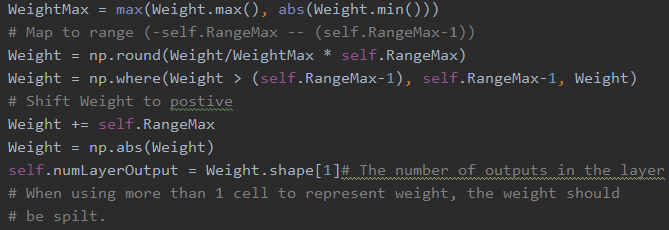 WeightMax = max(Weight.max(), abs(Weight.min()))
# Map to range (-self.RangeMax -- (self.RangeMax-1))
Weight = np.round(Weight/WeightMax * self.RangeMax)
Weight = np.where(Weight > (self.RangeMax-1), self.RangeMax-1, Weight)
# Shift Weight to postive
Weight += self.RangeMax
Weight = np.abs(Weight)
self.numLayerOutput = Weight.shape[1]# The number of outputs in the layer
# When using more than 1 cell to represent weight, the weight should
# be spilt.